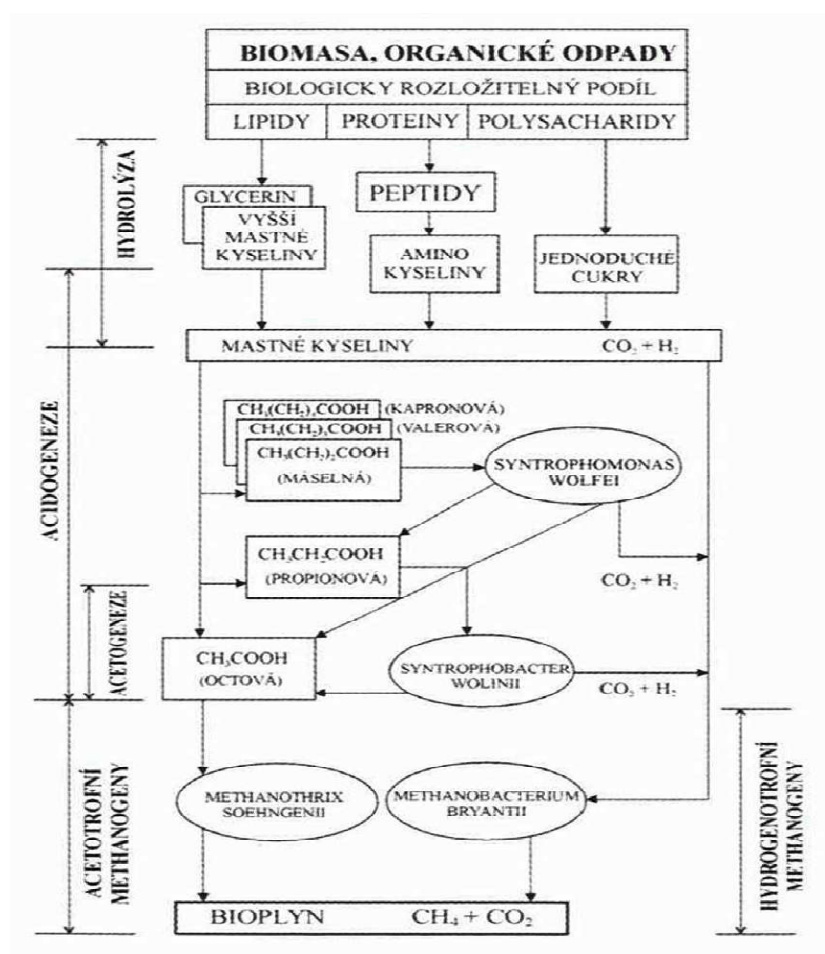 BIOMASA, ORGANICKÉ ODPADY
BIOLOGICKY ROZLOŽITELNÝ PODÍL
LIPIDY
PROTEINY
POLYSACHARIDY
HYDROLÝZA
GLYCERIN
VYŠŠÍ
MASTNÉ
KYSELINY
PEPTIDY
AMINO
KYSELINY
JEDNODUCHÉ
CUKRY
MASTNÉ KYSELINY
CO₂ + H₂
ACIDOGENEZE
(KAPRONOVÁ)
(VALEROVÁ)
CH₃(CH₂)₂COOH
(MÁSELNÁ)
SYNTROPHOMONAS
WOLFEI
CH₃CH₂COOH
(PROPIONOVÁ)
CO₂ + H₂
ACETOGENEZE
CH₃COOH
(OCTOVÁ)
SYNTROPHOBACTER
WOLINII
CO₂ + H₂
ACETOTROFNÍ
METHANOGENY
METHANOTHRIX
SOEHNGENII
METHANOBACTERIUM
BRYANTII
HYDROGENOTROFNÍ
METHANOGENY
BIOPLYN
CH₄ + CO₂